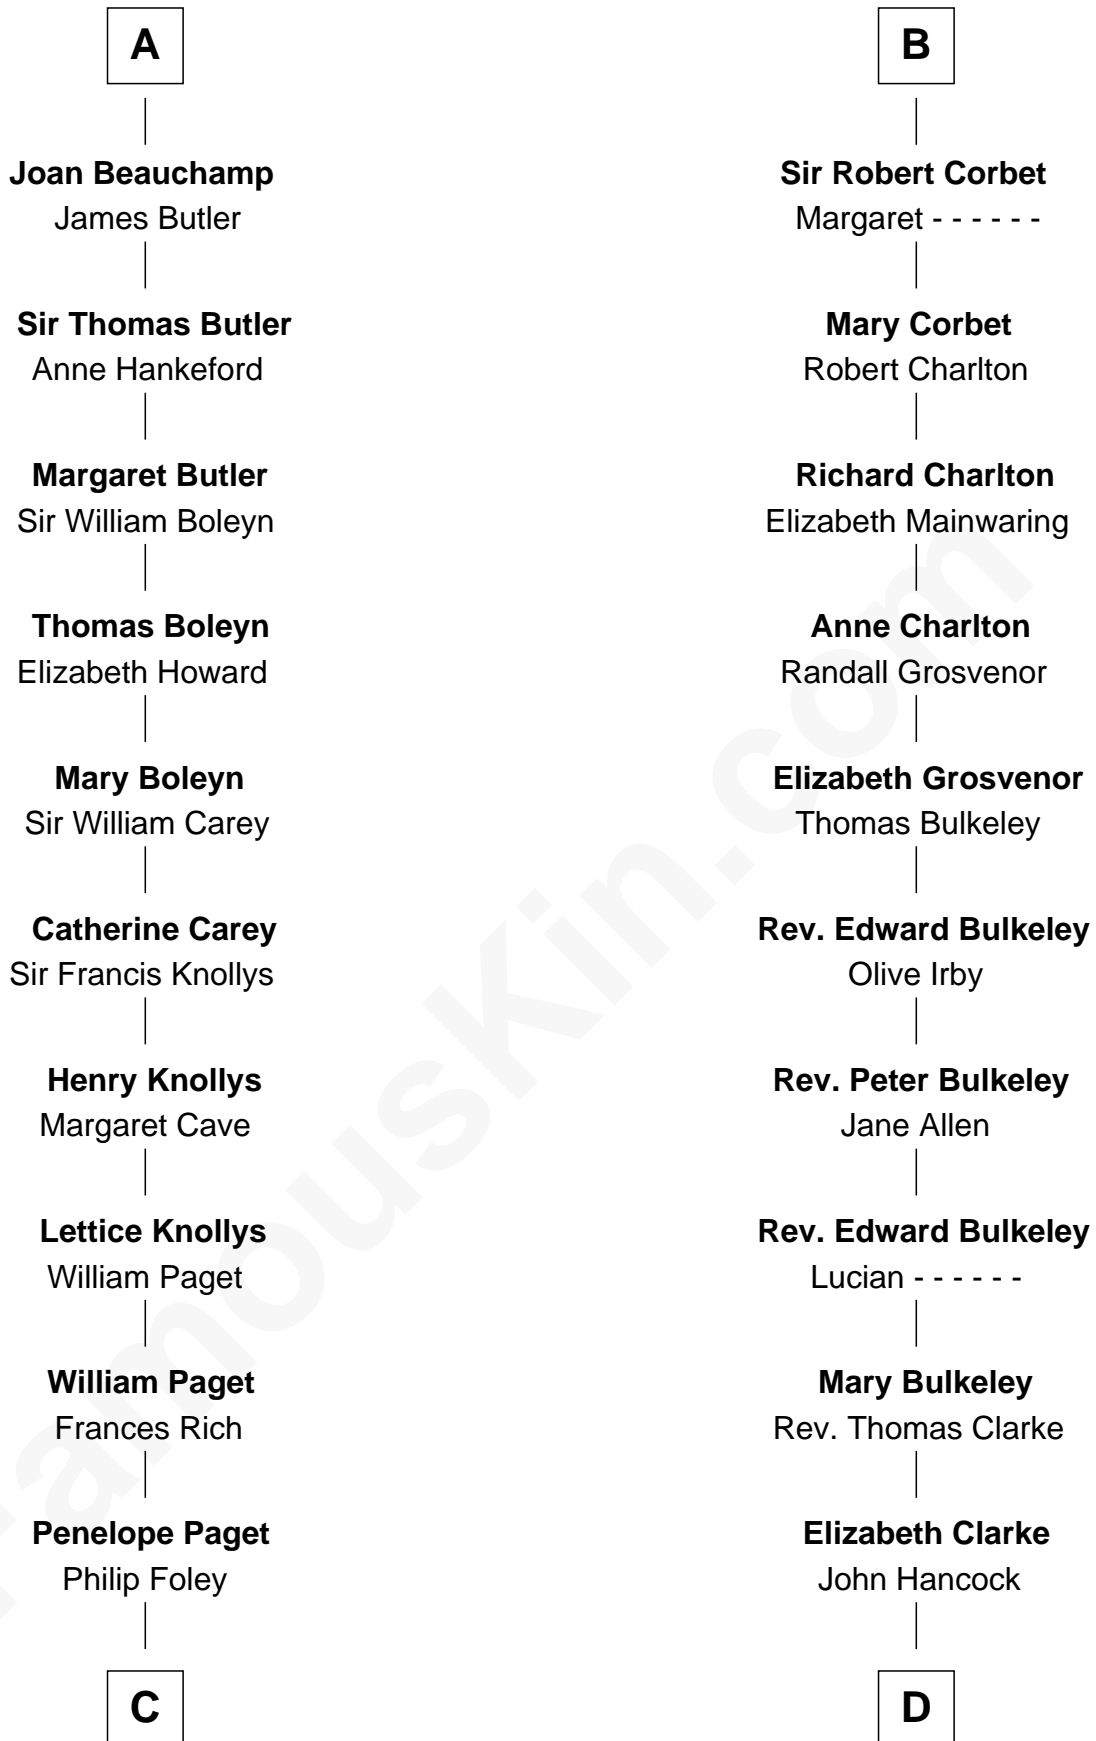 A
Joan Beauchamp
James Butler
Sir Thomas Butler
Anne Hankeford
Margaret Butler
Sir William Boleyn
Thomas Boleyn
Elizabeth Howard
Mary Boleyn
Sir William Carey
Catherine Carey
Sir Francis Knollys
Henry Knollys
Margaret Cave
Lettice Knollys
William Paget
William Paget
Frances Rich
Penelope Paget
Philip Foley
C
B
Sir Robert Corbet
Margaret - - - - - -
Mary Corbet
Robert Charlton
Richard Charlton
Elizabeth Mainwaring
Anne Charlton
Randall Grosvenor
Elizabeth Grosvenor
Thomas Bulkeley
Rev. Edward Bulkeley
Olive Irby
Rev. Peter Bulkeley
Jane Allen
Rev. Edward Bulkeley
Lucian - - - - - -
Mary Bulkeley
Rev. Thomas Clarke
Elizabeth Clarke
John Hancock
D
FamousKin.com